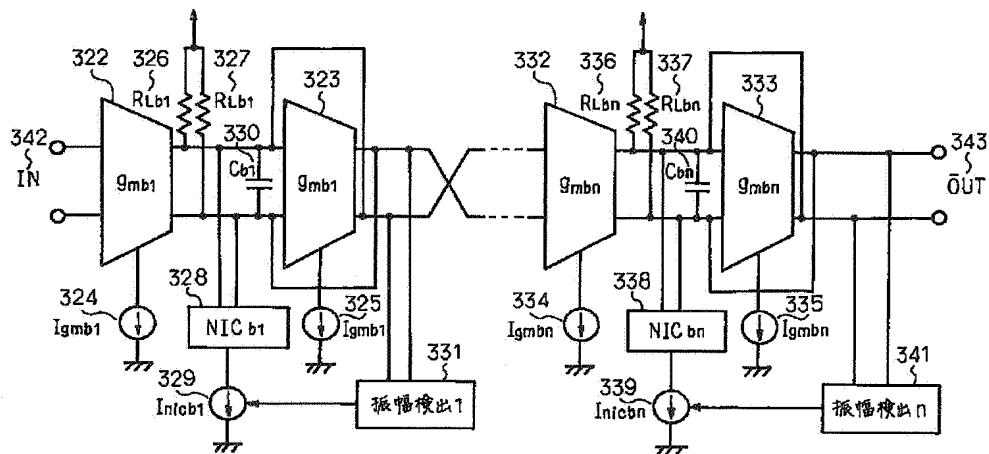 322
326
327
RLb1
RLb1
323
330
Cb1
342
IN
gmb1
gmb1
324
Igmb1
328
NIC b1
325
Igmb1
331
329
Inicb1
振幅検出1
332
336
337
RLbn
RLbn
333
340
Cbn
343
OUT
gmbn
gmbn
334
Igmbn
338
NIC bn
335
Igmbn
341
339
Inicbn
振幅検出n